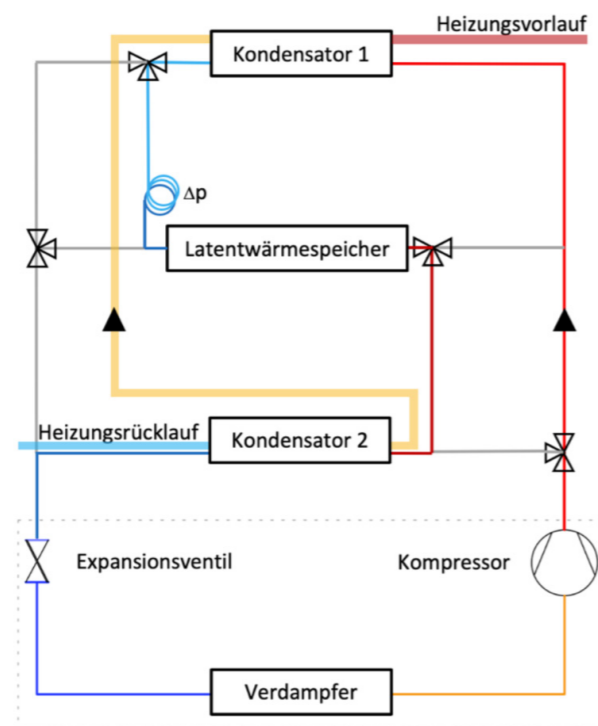 Heizungsvorlauf
Kondensator 1
Δp
Latentwärmespeicher
Heizungsrücklauf
Kondensator 2
Expansionsventil
Kompressor
Verdampfer